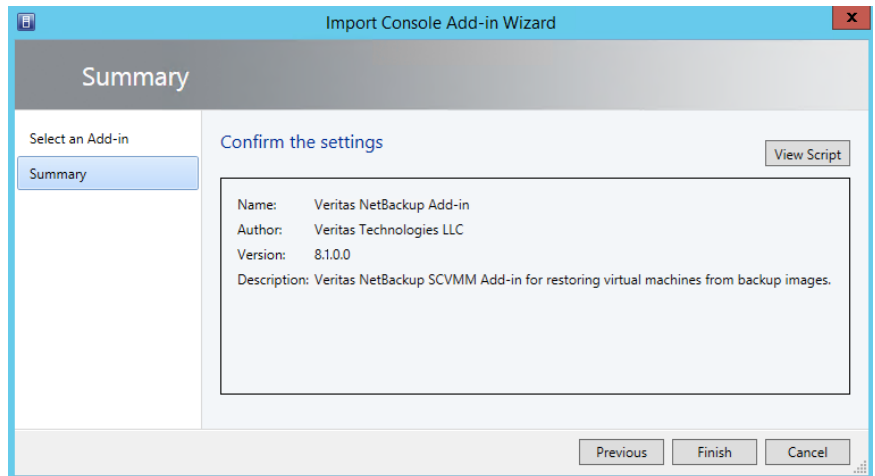 Import Console Add-in Wizard
x
Summary
Select an Add-in
Summary
Confirm the settings
View Script
Name: Veritas NetBackup Add-in
Author: Veritas Technologies LLC
Version: 8.1.0.0
Description: Veritas NetBackup SCVMM Add-in for restoring virtual machines from backup images.
Previous
Finish
Cancel